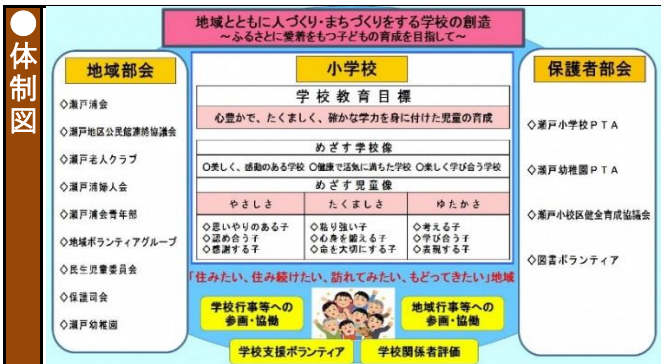 ●体制図
地域とともに人づくり・まちづくりをする学校の創造
～ふるさとに愛着をもつ子どもの育成を目指して～
地域部会
◇瀬戸浦会
◇瀬戸地区公民館連絡協議会
◇瀬戸老人クラブ
◇瀬戸浦婦人会
◇瀬戸浦会青年部
◇地域ボランティアグループ
◇民生児童委員会
◇保護司会
◇瀬戸幼稚園
小学校
学校教育目標
心豊かで、たくましく、確かな学力を身に付けた児童の育成
めざす学校像
○美しく、感動のある学校 ○健康で活気に満ちた学校 ○楽しく学び合う学校
めざす児童像
やさしさ たくましさ ゆたかさ
◇思いやりのある子 ◇粘り強い子 ◇考える子
◇認め合う子 ◇心身を鍛える子 ◇学び合う子
◇感謝する子 ◇命を大切にする子 ◇表現する子
「住みたい、住み続けたい、訪れてみたい、もどってきたい」地域
学校行事等への
参画・協働
地域行事等への
参画・協働
学校支援ボランティア
学校関係者評価
保護者部会
◇瀬戸小学校PTA
◇瀬戸幼稚園PTA
◇瀬戸小校区健全育成協議会
◇図書ボランティア